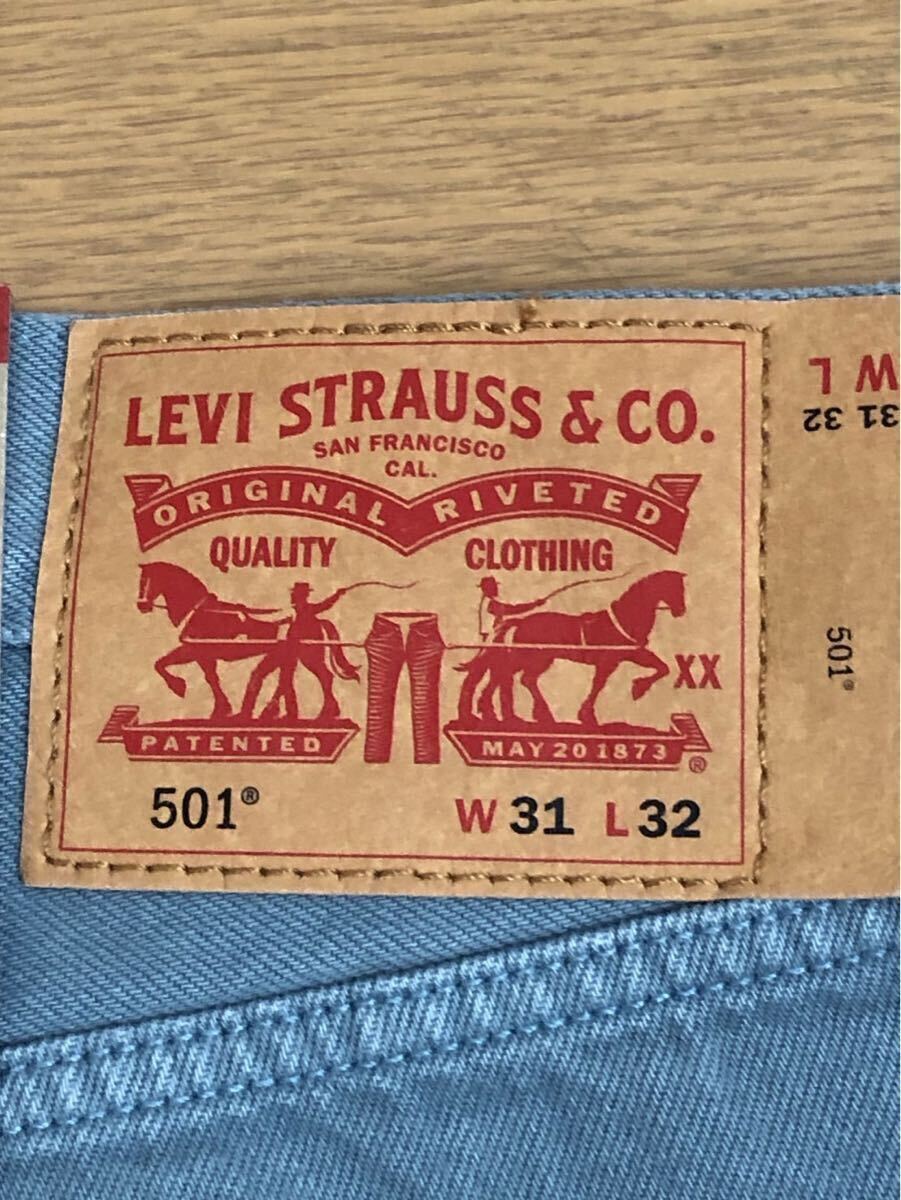 LEVI STRAUSS & CO.
SAN FRANCISCO
CAL.
ORIGINAL RIVETED
QUALITY CLOTHING
XX
PATENTED MAY 20 1873 ®
501® W 31 L 32
W L
31 32
501®